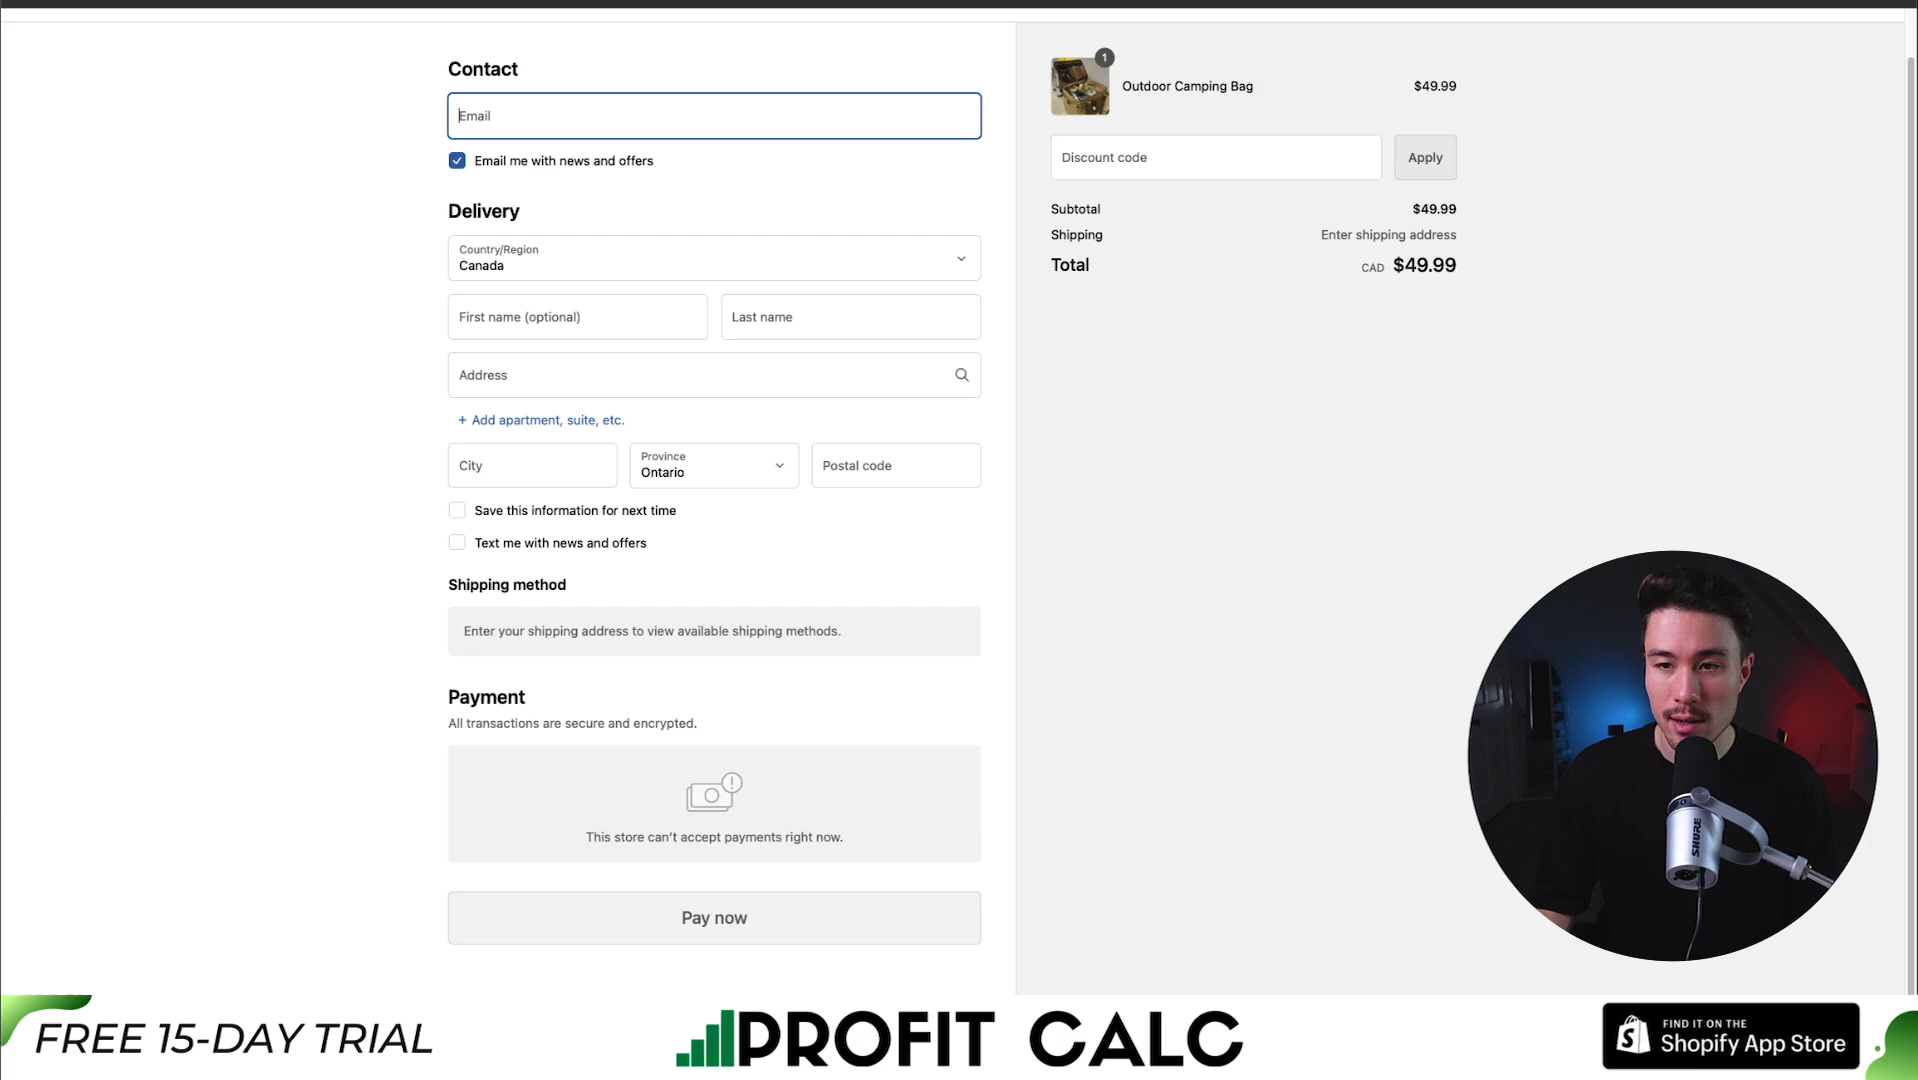 Contact
Email
Email me with news and offers
Delivery
Country/Region
Canada
First name (optional)
Last name
Address
+ Add apartment, suite, etc.
City
Province
Ontario
Postal code
Save this information for next time
Text me with news and offers
Shipping method
Enter your shipping address to view available shipping methods.
Payment
All transactions are secure and encrypted.
This store can’t accept payments right now.
Pay now
1
Outdoor Camping Bag $49.99
Discount code
Apply
Subtotal $49.99
Shipping Enter shipping address
Total CAD $49.99
SHURE
FREE 15-DAY TRIAL
PROFIT CALC
FIND IT ON THE
Shopify App Store